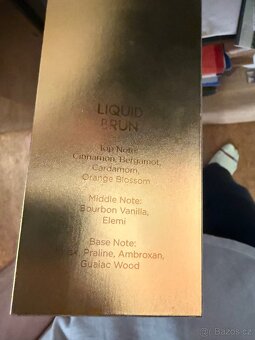 LIQUID
BRUN
Top Note:
Cinnamon, Bergamot,
Cardamom,
Orange Blossom
Middle Note:
Bourbon Vanilla,
Elemi
Base Note:
Praline, Ambroxan,
Guaiac Wood
© Bazos.cz